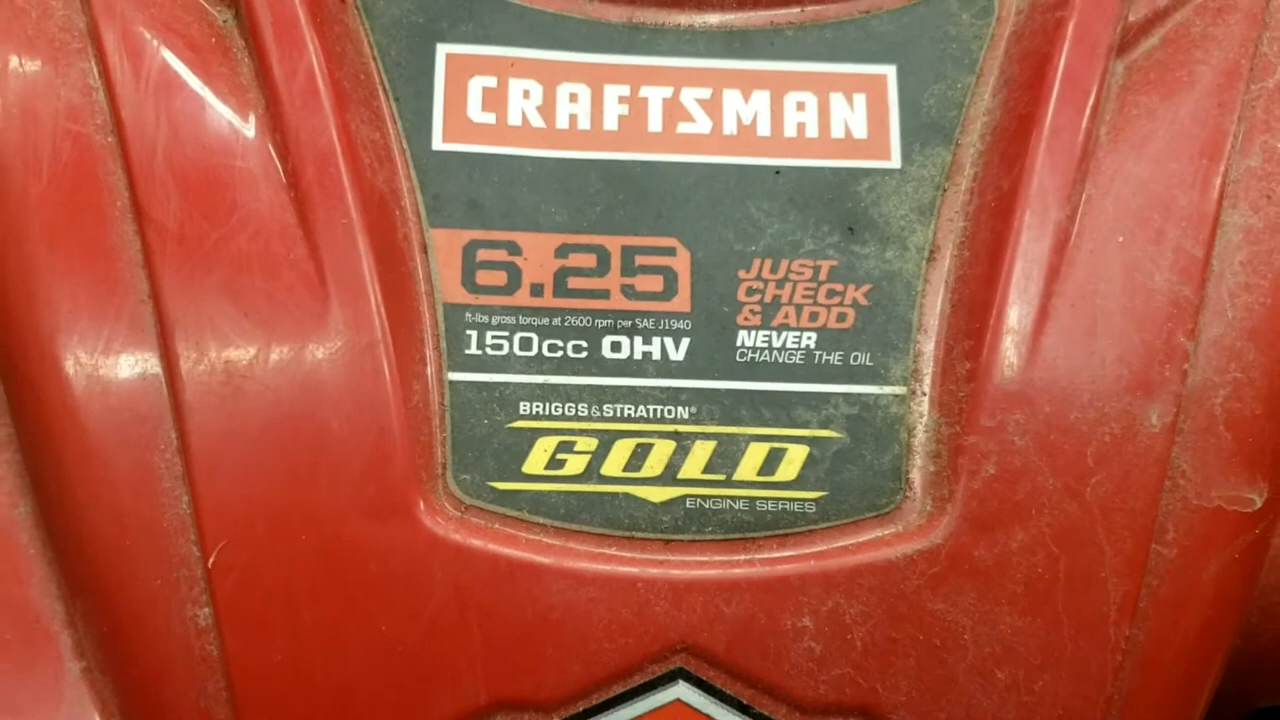 CRAFTSMAN
6.25
ft-lbs gross torque at 2600 rpm per SAE J1940
150cc OHV
JUST
CHECK
& ADD
NEVER
CHANGE THE OIL
BRIGGS & STRATTON®
GOLD
ENGINE SERIES